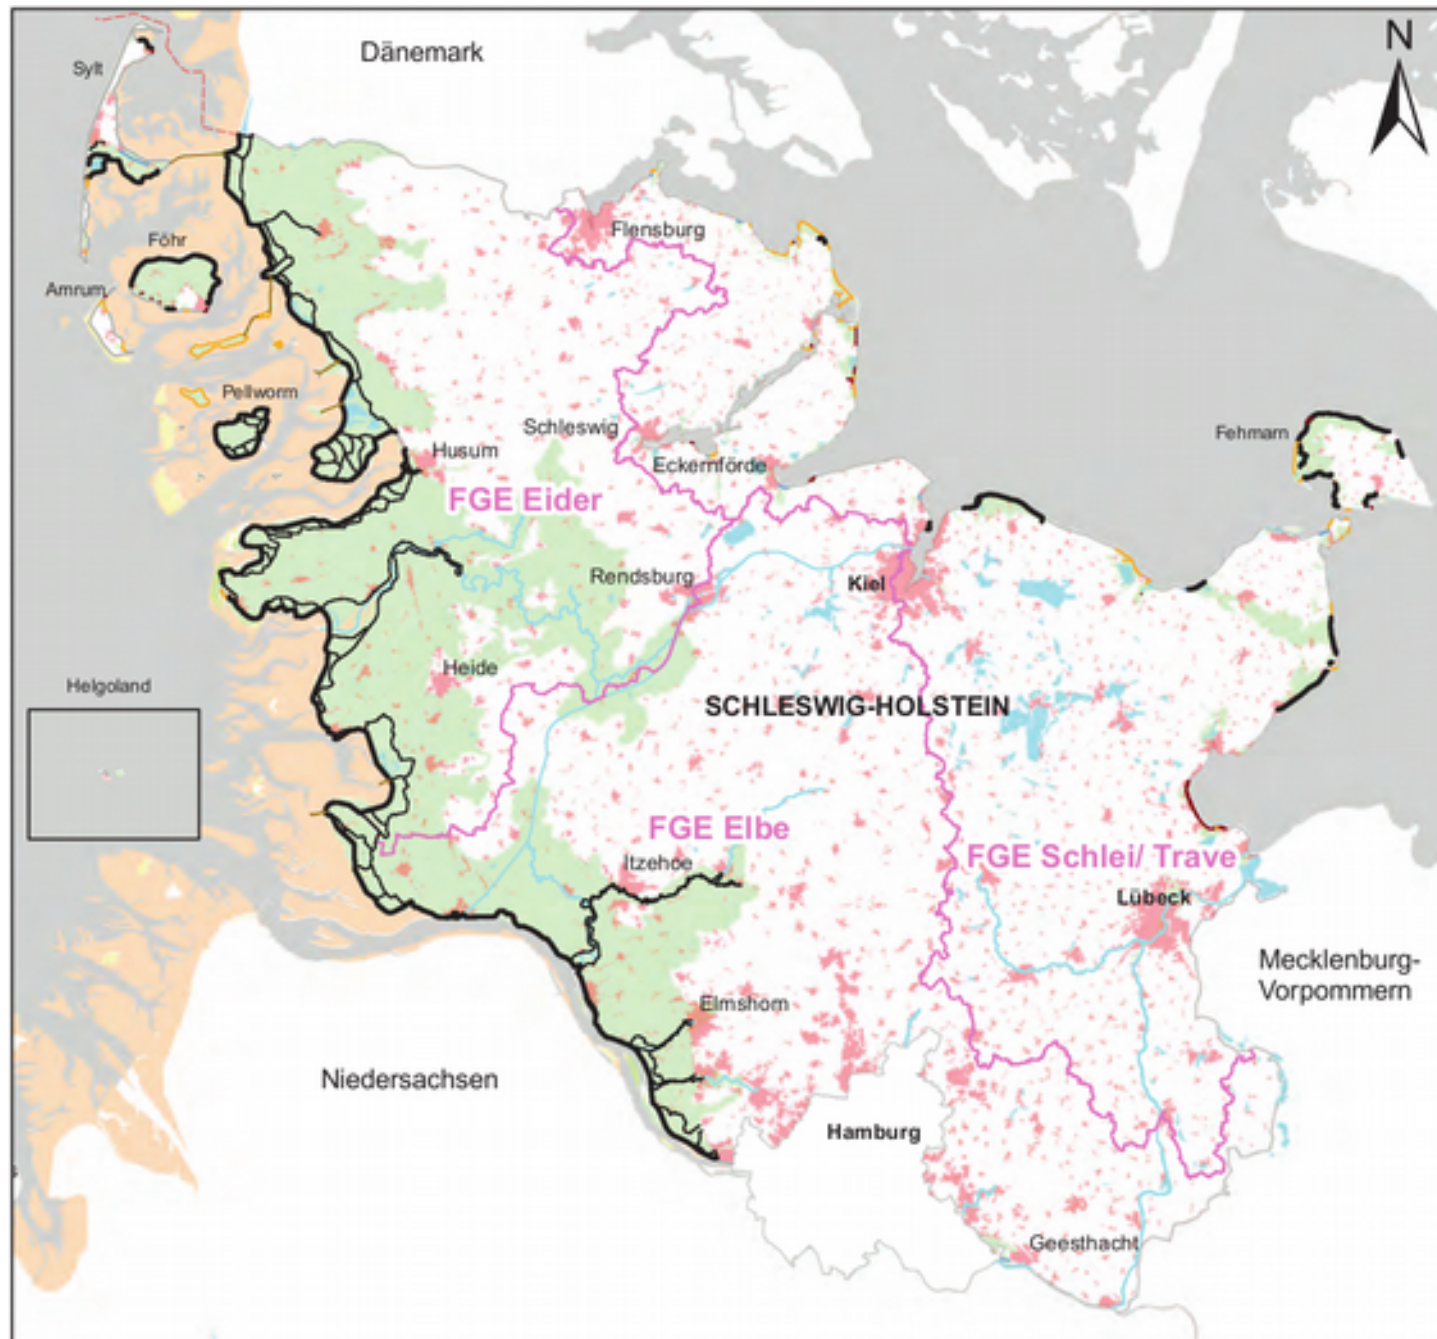 N
Dänemark
Sylt
Flensburg
Föhr
Amrum
Pellworm
Schleswig
Fehmarn
Husum
Eckernförde
FGE Eider
Rendsburg
Kiel
Heide
Helgoland
SCHLESWIG-HOLSTEIN
FGE Elbe
Itzehoe
FGE Schlei/ Trave
Lübeck
Mecklenburg-
Vorpommern
Elmshorn
Niedersachsen
Hamburg
Geesthacht